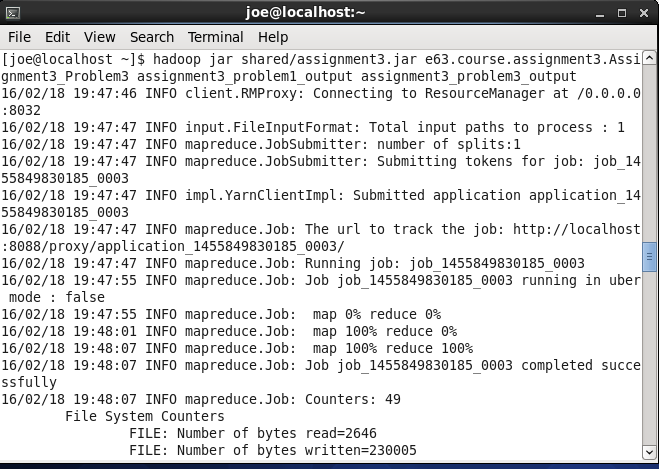 joe@localhost:~
File Edit View Search Terminal Help
[joe@localhost ~]$ hadoop jar shared/assignment3.jar e63.course.assignment3.Assi
gnment3_Problem3 assignment3_problem1_output assignment3_problem3_output
16/02/18 19:47:46 INFO client.RMProxy: Connecting to ResourceManager at /0.0.0.0
:8032
16/02/18 19:47:47 INFO input.FileInputFormat: Total input paths to process : 1
16/02/18 19:47:47 INFO mapreduce.JobSubmitter: number of splits:1
16/02/18 19:47:47 INFO mapreduce.JobSubmitter: Submitting tokens for job: job_14
55849830185_0003
16/02/18 19:47:47 INFO impl.YarnClientImpl: Submitted application application_14
55849830185_0003
16/02/18 19:47:47 INFO mapreduce.Job: The url to track the job: http://localhost
:8088/proxy/application_1455849830185_0003/
16/02/18 19:47:47 INFO mapreduce.Job: Running job: job_1455849830185_0003
16/02/18 19:47:55 INFO mapreduce.Job: Job job_1455849830185_0003 running in uber
 mode : false
16/02/18 19:47:55 INFO mapreduce.Job:  map 0% reduce 0%
16/02/18 19:48:01 INFO mapreduce.Job:  map 100% reduce 0%
16/02/18 19:48:07 INFO mapreduce.Job:  map 100% reduce 100%
16/02/18 19:48:07 INFO mapreduce.Job: Job job_1455849830185_0003 completed succe
ssfully
16/02/18 19:48:07 INFO mapreduce.Job: Counters: 49
        File System Counters
                FILE: Number of bytes read=2646
                FILE: Number of bytes written=230005